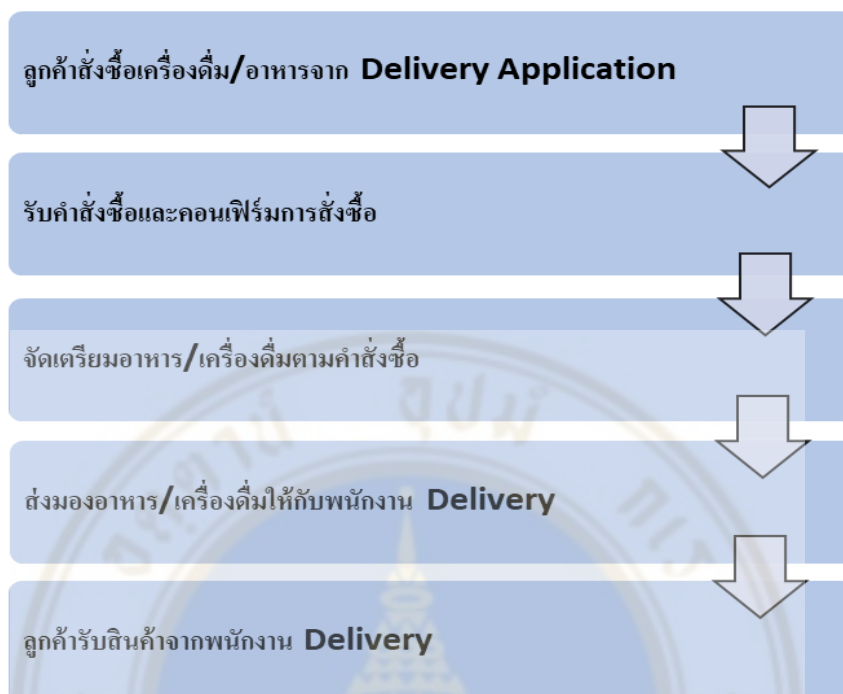 ลูกค้าสั่งซื้อเครื่องดื่ม/อาหารจาก Delivery Application
รับคำสั่งซื้อและคอนเฟิร์มการสั่งซื้อ
จัดเตรียมอาหาร/เครื่องดื่มตามคำสั่งซื้อ
ส่งมองอาหาร/เครื่องดื่มให้กับพนักงาน Delivery
ลูกค้ารับสินค้าจากพนักงาน Delivery